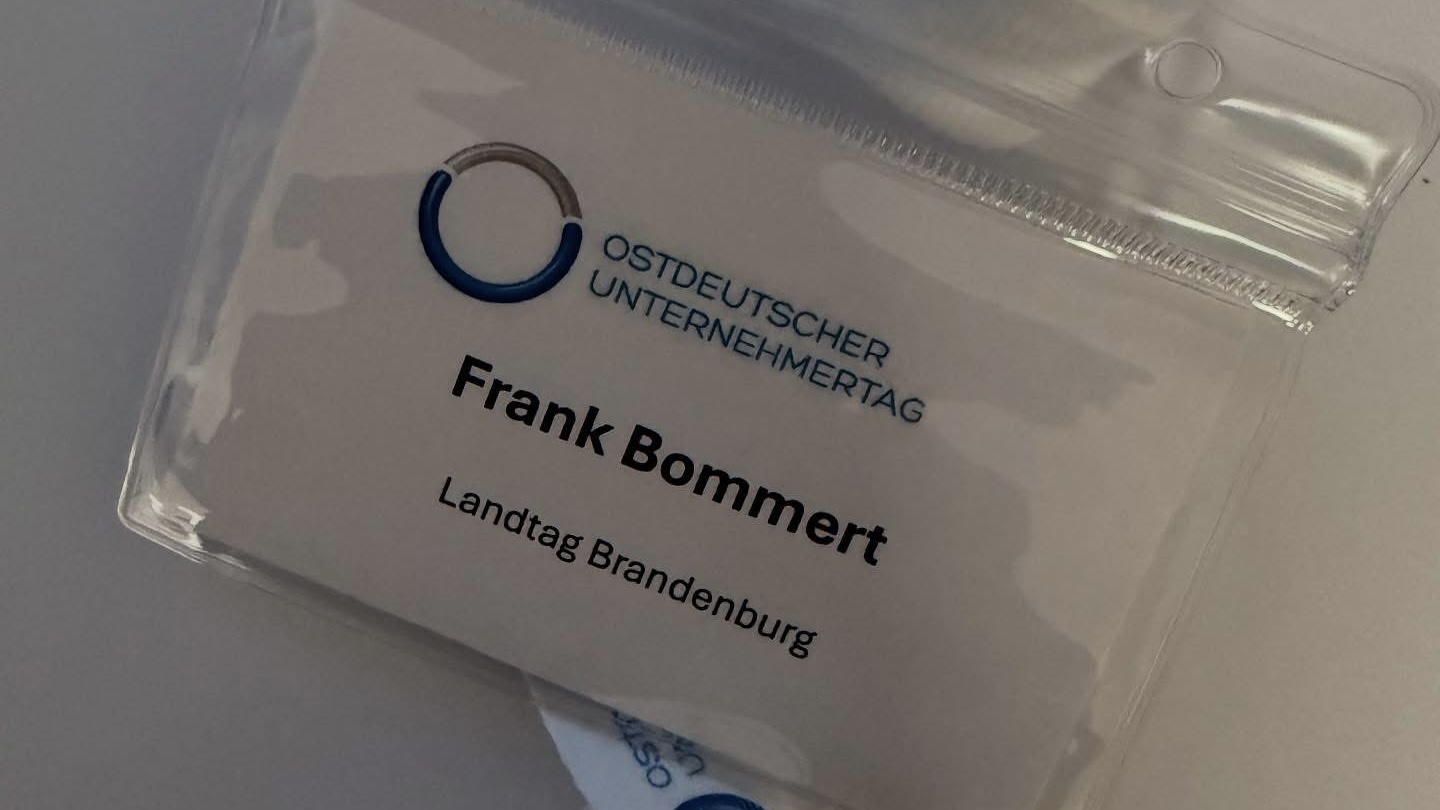 OSTDEUTSCHER
UNTERNEHMERTAG
Frank Bommert
Landtag Brandenburg